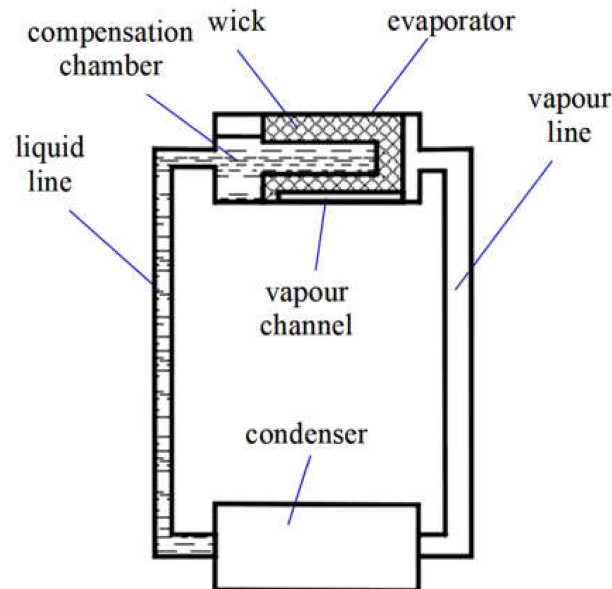 compensation
chamber
wick
evaporator
vapour
line
liquid
line
vapour
channel
condenser